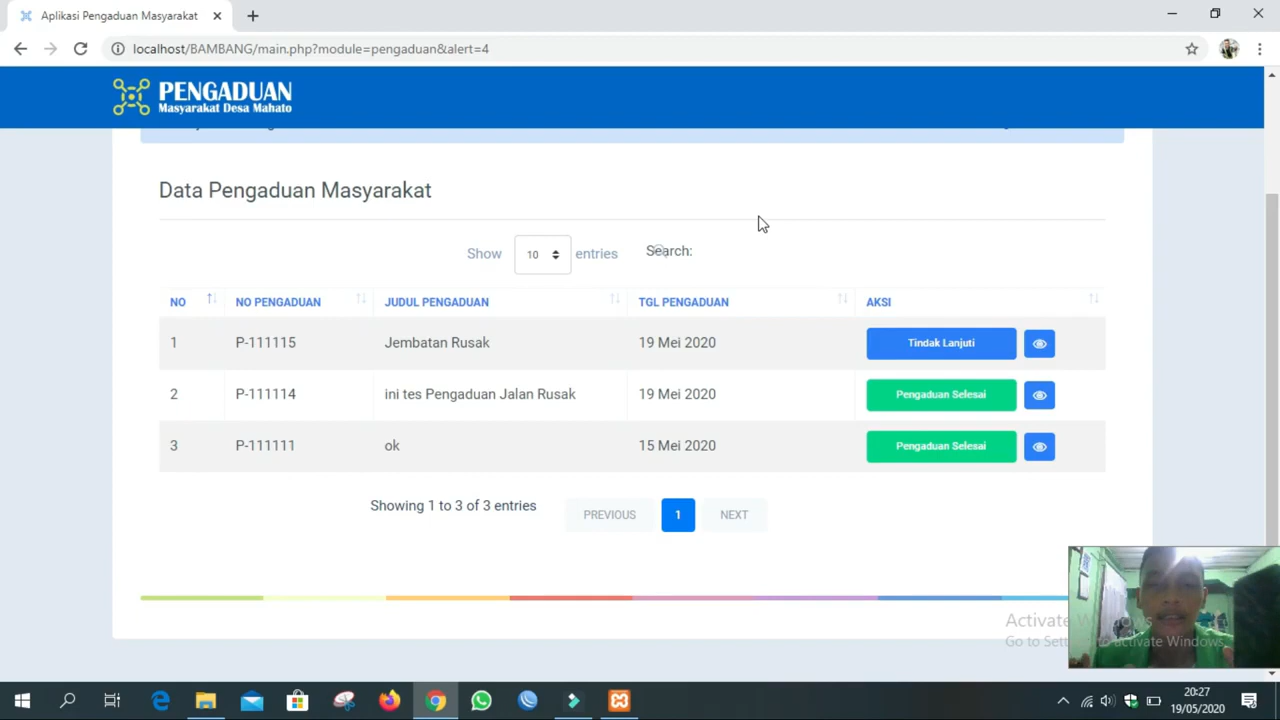 Aplikasi Pengaduan Masyarakat
localhost/BAMBANG/main.php?module=pengaduan&alert=4
PENGADUAN
Masyarakat Desa Mahato
Data Pengaduan Masyarakat
Show 10 entries Search:
NO NO PENGADUAN JUDUL PENGADUAN TGL PENGADUAN AKSI
1 P-111115 Jembatan Rusak 19 Mei 2020 Tindak Lanjuti
2 P-111114 ini tes Pengaduan Jalan Rusak 19 Mei 2020 Pengaduan Selesai
3 P-111111 ok 15 Mei 2020 Pengaduan Selesai
Showing 1 to 3 of 3 entries PREVIOUS 1 NEXT
Activate Windows
Go to Settings to activate Windows.
20:27
19/05/2020